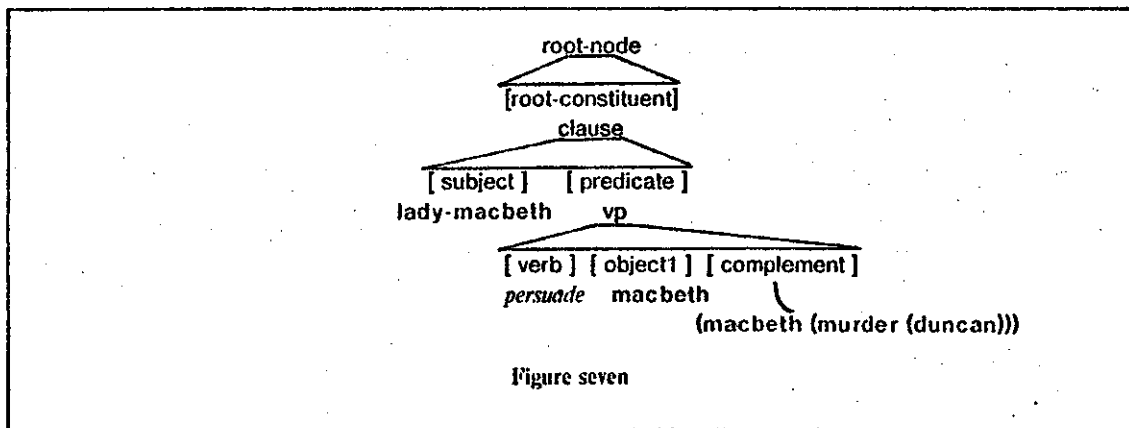 root-node
[root-constituent]
clause
[ subject ] [ predicate ]
lady-macbeth vp
[ verb ] [ object1 ] [ complement ]
persuade macbeth
(macbeth (murder (duncan)))
Figure seven